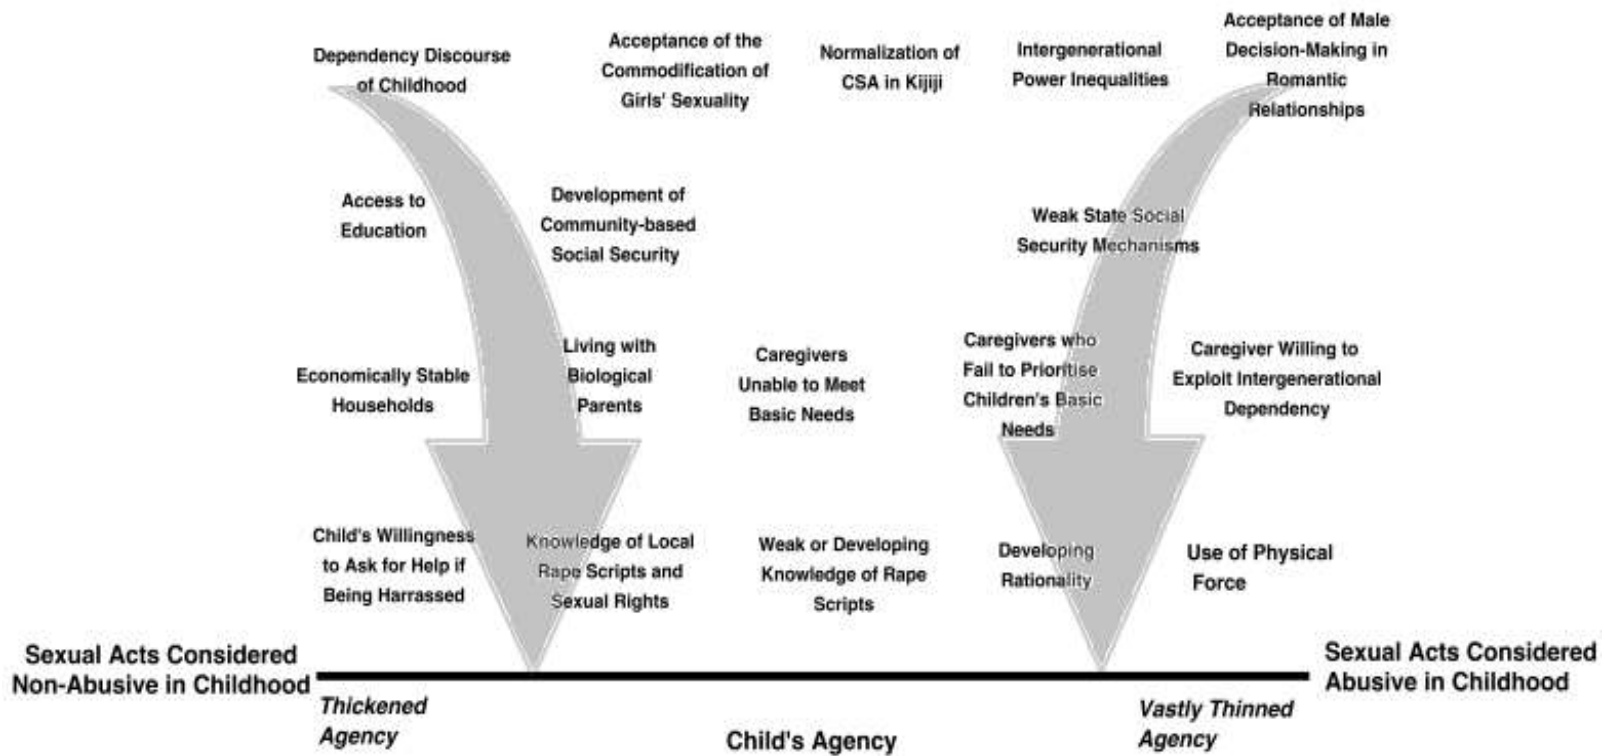 Dependency Discourse
of Childhood
Acceptance of the
Commodification of
Girls' Sexuality
Normalization of
CSA in Kijiji
Intergenerational
Power Inequalities
Acceptance of Male
Decision-Making in
Romantic
Relationships
Access to
Education
Development of
Community-based
Social Security
Weak State Social
Security Mechanisms
Economically Stable
Households
Living with
Biological
Parents
Caregivers
Unable to Meet
Basic Needs
Caregivers who
Fail to Prioritise
Children's Basic
Needs
Caregiver Willing to
Exploit Intergenerational
Dependency
Child's Willingness
to Ask for Help if
Being Harrassed
Knowledge of Local
Rape Scripts and
Sexual Rights
Weak or Developing
Knowledge of Rape
Scripts
Developing
Rationality
Use of Physical
Force
Sexual Acts Considered
Non-Abusive in Childhood
Sexual Acts Considered
Abusive in Childhood
Thickened
Agency
Child's Agency
Vastly Thinned
Agency